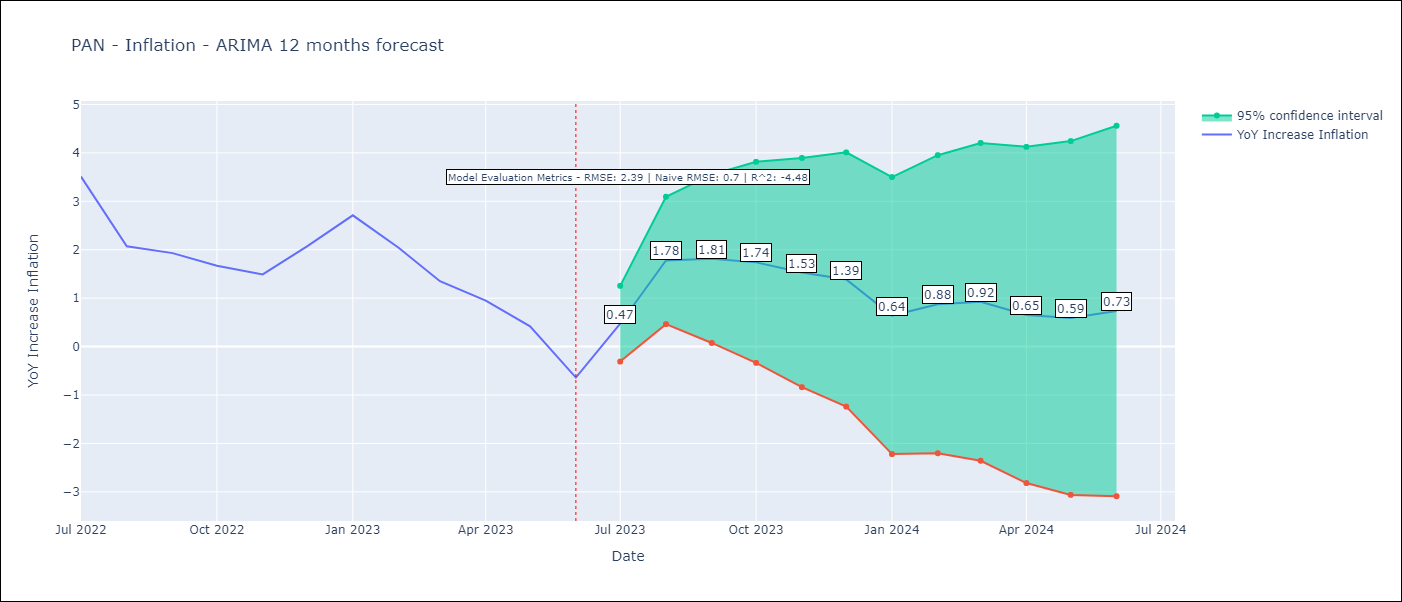 PAN - Inflation - ARIMA 12 months forecast
95% confidence interval
YoY Increase Inflation
Model Evaluation Metrics - RMSE: 2.39 | Naive RMSE: 0.7 | R^2: -4.48
YoY Increase Inflation
5
4
3
2
1
0
−1
−2
−3
0.47
1.78
1.81
1.74
1.53
1.39
0.64
0.88
0.92
0.65
0.59
0.73
Jul 2022
Oct 2022
Jan 2023
Apr 2023
Jul 2023
Oct 2023
Jan 2024
Apr 2024
Jul 2024
Date